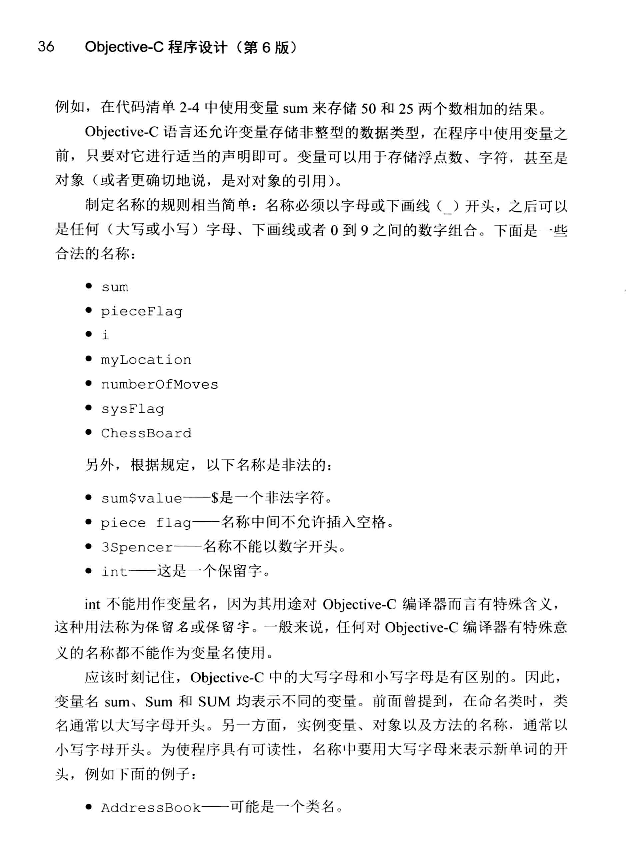 36 Objective-C 程序设计（第 6 版）
例如，在代码清单 2-4 中使用变量 sum 来存储 50 和 25 两个数相加的结果。
Objective-C 语言还允许变量存储非整型的数据类型，在程序中使用变量之
前，只要对它进行适当的声明即可。变量可以用于存储浮点数、字符，甚至是
对象（或者更确切地说，是对对象的引用）。
制定名称的规则相当简单：名称必须以字母或下画线（_）开头，之后可以
是任何（大写或小写）字母、下画线或者 0 到 9 之间的数字组合。下面是一些
合法的名称：
● sum
● pieceFlag
● i
● myLocation
● numberOfMoves
● sysFlag
● ChessBoard
另外，根据规定，以下名称是非法的：
● sum$value——$是一个非法字符。
● piece flag——名称中间不允许插入空格。
● 3Spencer——名称不能以数字开头。
● int——这是一个保留字。
int 不能用作变量名，因为其用途对 Objective-C 编译器而言有特殊含义，
这种用法称为保留名或保留字。一般来说，任何对 Objective-C 编译器有特殊意
义的名称都不能作为变量名使用。
应该时刻记住，Objective-C 中的大写字母和小写字母是有区别的。因此，
变量名 sum、Sum 和 SUM 均表示不同的变量。前面曾提到，在命名类时，类
名通常以大写字母开头。另一方面，实例变量、对象以及方法的名称，通常以
小写字母开头。为使程序具有可读性，名称中要用大写字母来表示新单词的开
头，例如下面的例子：
● AddressBook——可能是一个类名。